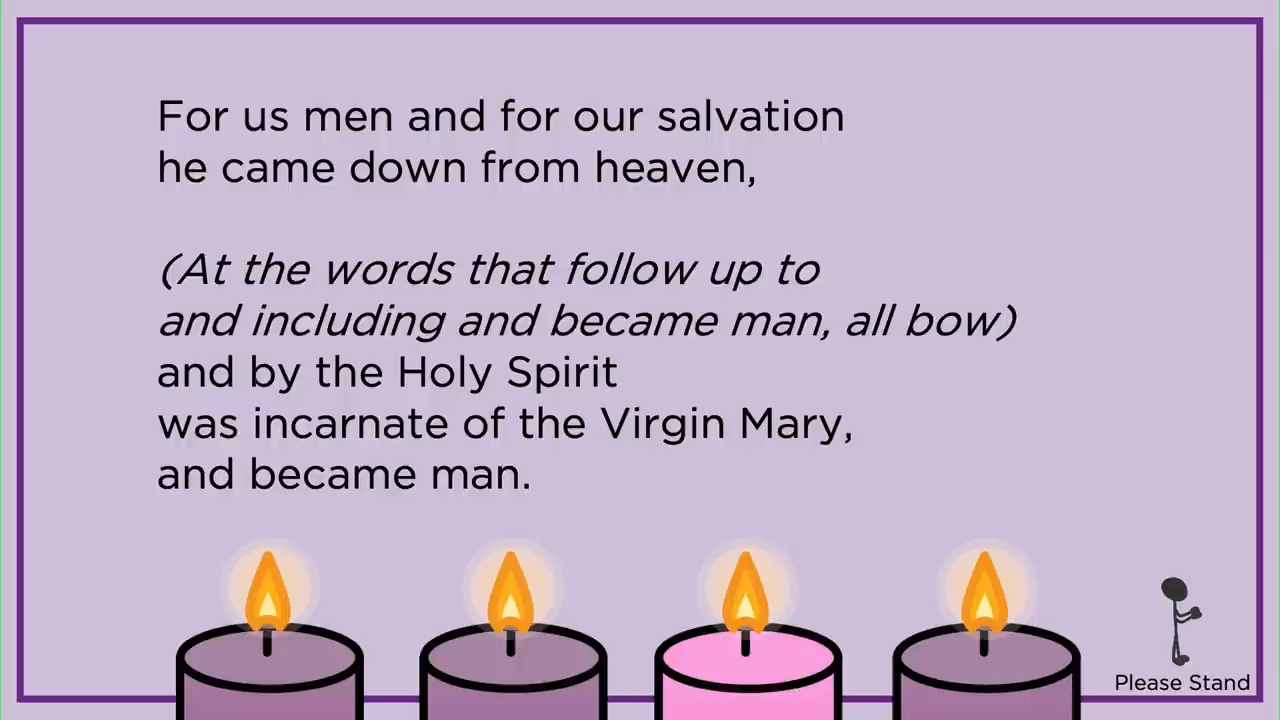 For us men and for our salvation
he came down from heaven,
(At the words that follow up to
and including and became man, all bow)
and by the Holy Spirit
was incarnate of the Virgin Mary,
and became man.
Please Stand